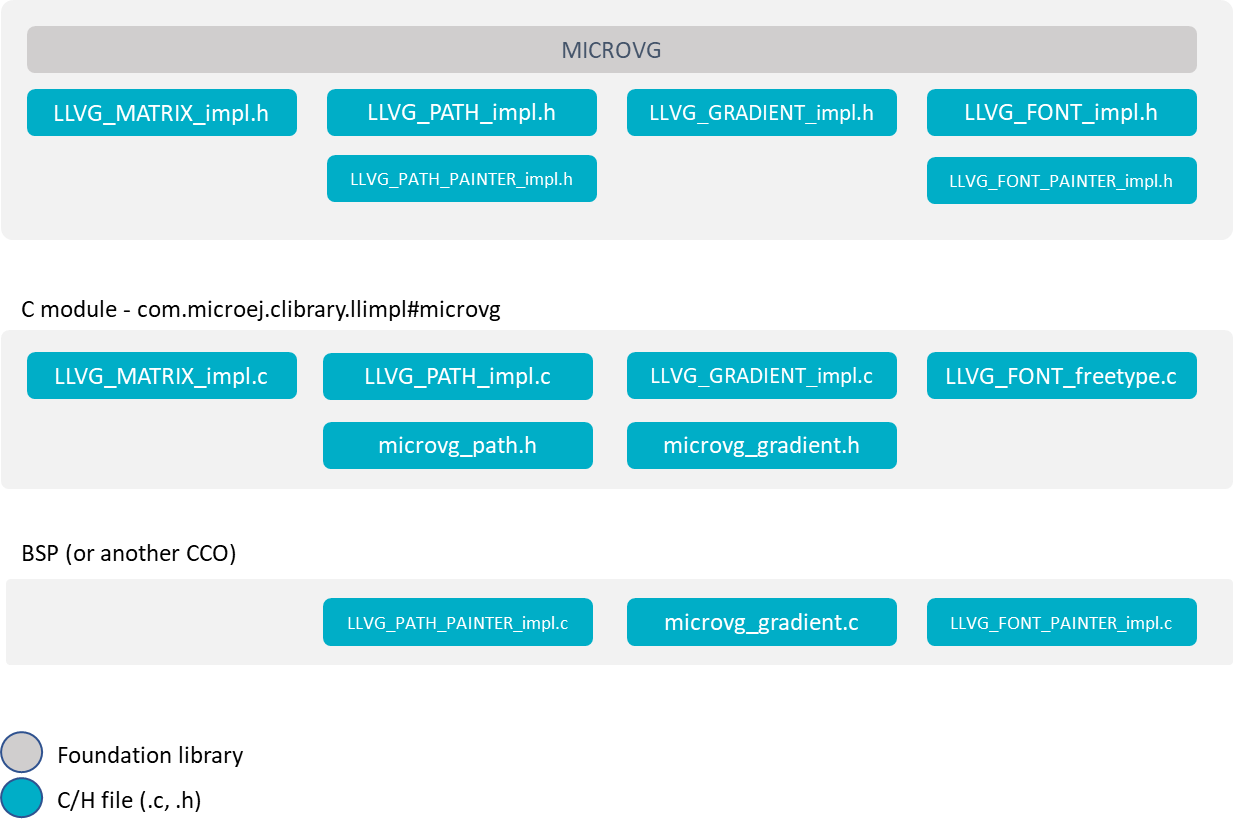 MICROVG
LLVG_MATRIX_impl.h
LLVG_PATH_impl.h
LLVG_GRADIENT_impl.h
LLVG_FONT_impl.h
LLVG_PATH_PAINTER_impl.h
LLVG_FONT_PAINTER_impl.h
C module - com.microej.clibrary.llimpl#microvg
LLVG_MATRIX_impl.c
LLVG_PATH_impl.c
LLVG_GRADIENT_impl.c
LLVG_FONT_freetype.c
microvg_path.h
microvg_gradient.h
BSP (or another CCO)
LLVG_PATH_PAINTER_impl.c
microvg_gradient.c
LLVG_FONT_PAINTER_impl.c
Foundation library
C/H file (.c, .h)